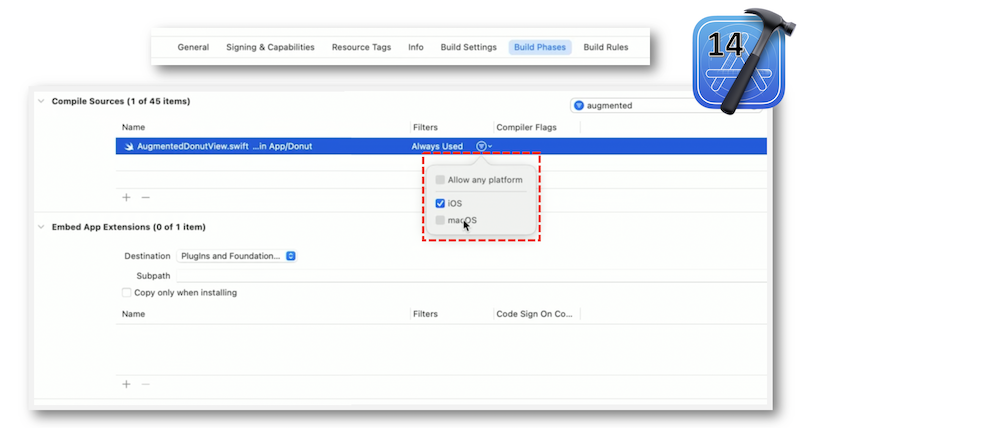 General Signing & Capabilities Resource Tags Info Build Settings Build Phases Build Rules
14
Compile Sources (1 of 45 items)
augmented
Name Filters Compiler Flags
AugmentedDonutView.swift ...in App/Donut Always Used
Allow any platform
iOS
macOS
Embed App Extensions (0 of 1 item)
Destination PlugIns and Foundation...
Subpath
Copy only when installing
Name Filters Code Sign On Co...